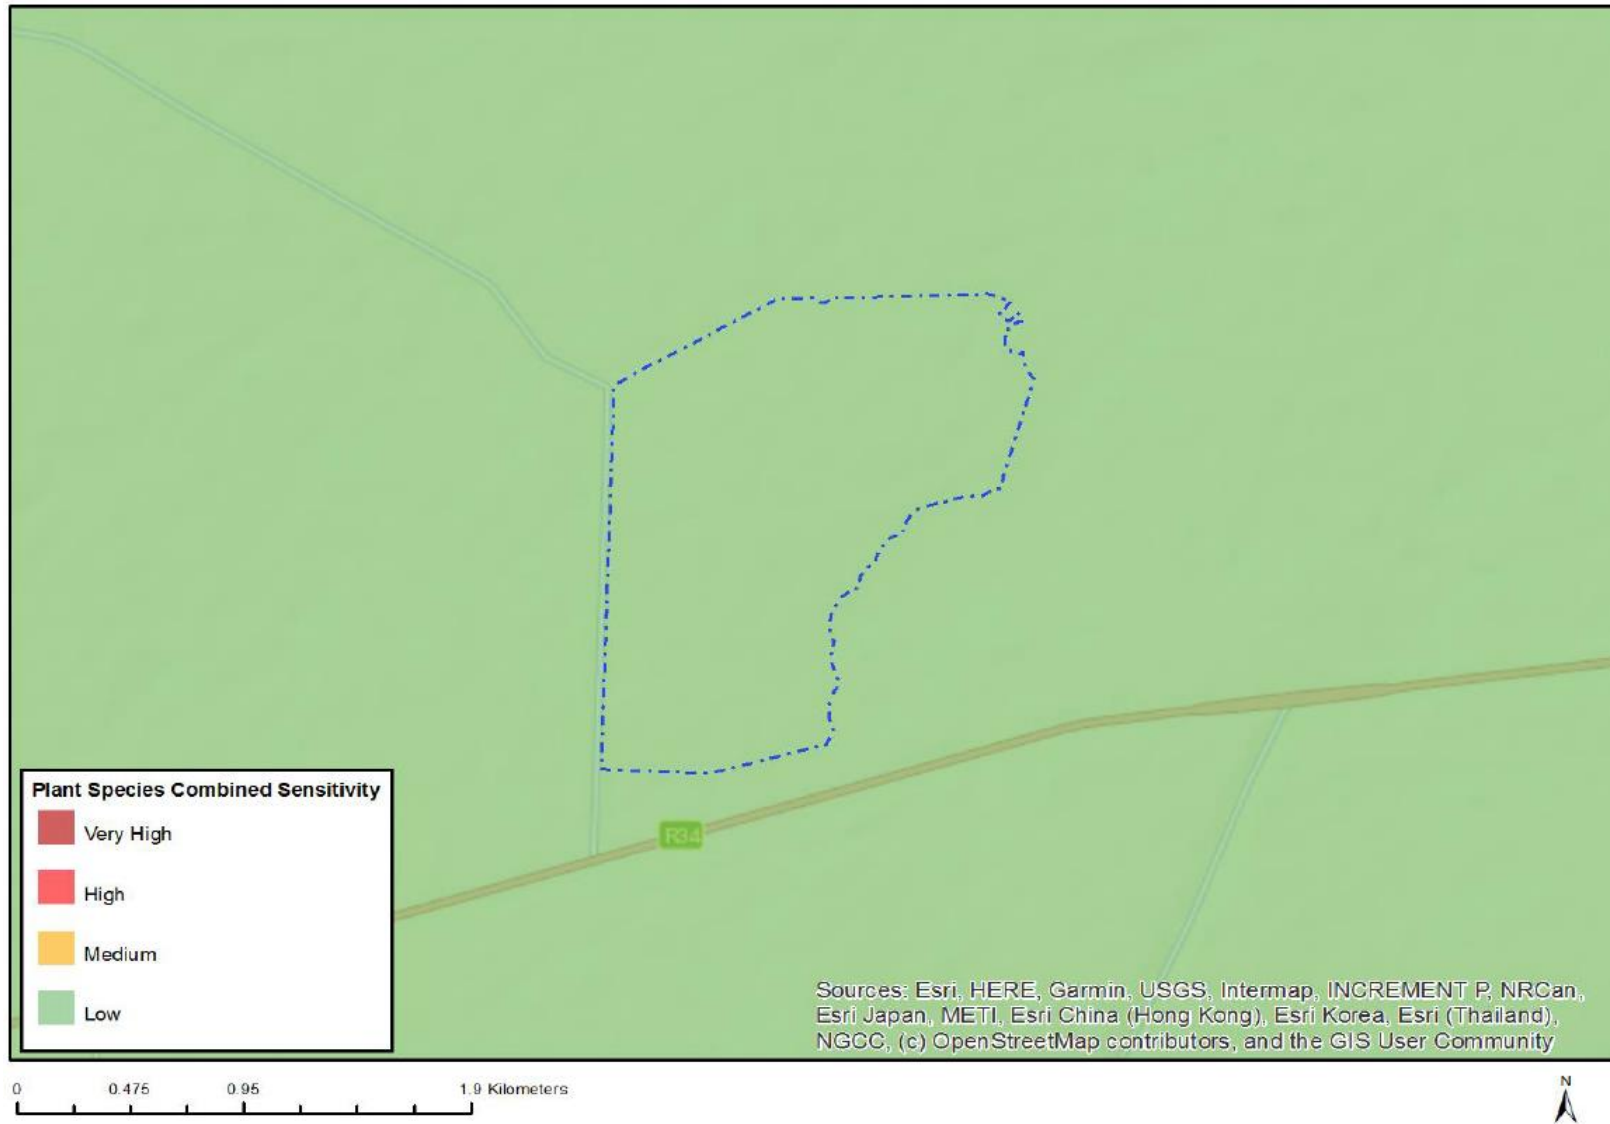 R34
Plant Species Combined Sensitivity
Very High
High
Medium
Low
Sources: Esri, HERE, Garmin, USGS, Intermap, INCREMENT P, NRCan,
Esri Japan, METI, Esri China (Hong Kong), Esri Korea, Esri (Thailand),
NGCC, (c) OpenStreetMap contributors, and the GIS User Community
0 0.475 0.95 1.9 Kilometers
N